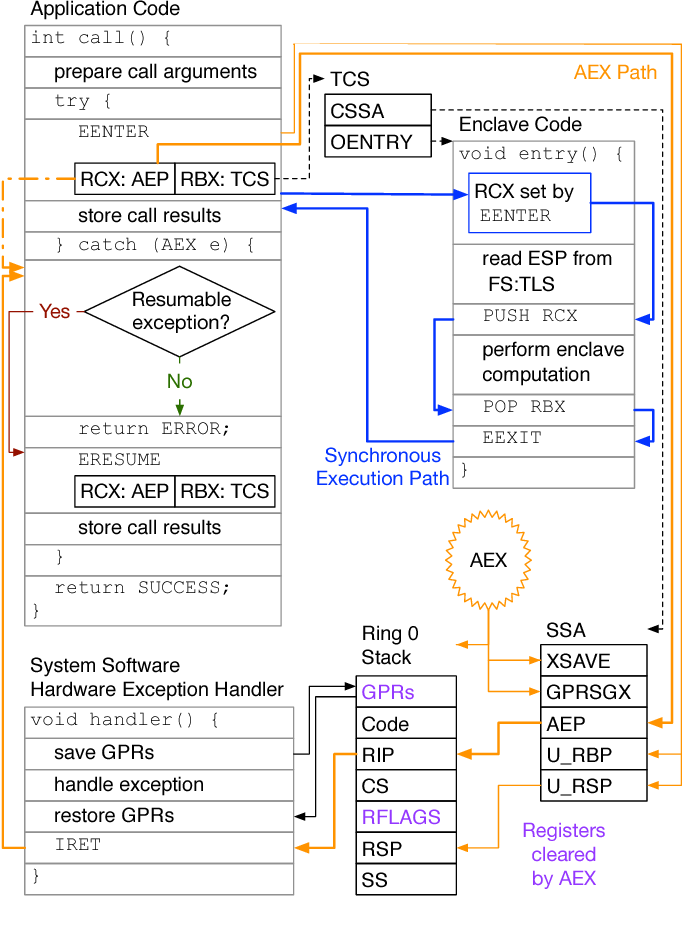 Application Code
int call() {
prepare call arguments
try {
EENTER
RCX: AEP RBX: TCS
store call results
} catch (AEX e) {
Resumable
exception?
Yes
No
return ERROR;
ERESUME
RCX: AEP RBX: TCS
store call results
}
return SUCCESS;
}
AEX Path
TCS
CSSA
OENTRY
Enclave Code
void entry() {
RCX set by
EENTER
read ESP from
FS:TLS
PUSH RCX
perform enclave
computation
POP RBX
EEXIT
}
Synchronous
Execution Path
AEX
System Software
Hardware Exception Handler
void handler() {
save GPRs
handle exception
restore GPRs
IRET
}
Ring 0
Stack
GPRs
Code
RIP
CS
RFLAGS
RSP
SS
SSA
XSAVE
GPRSGX
AEP
U_RBP
U_RSP
Registers
cleared
by AEX